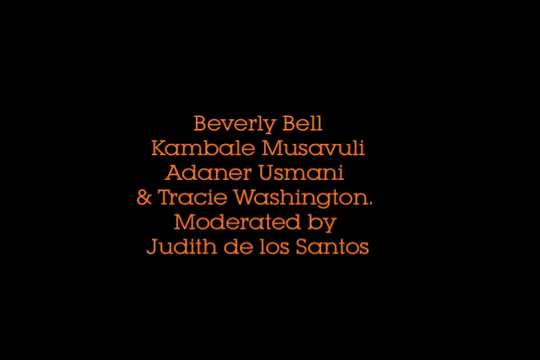 Beverly Bell
Kambale Musavuli
Adaner Usmani
& Tracie Washington.
Moderated by
Judith de los Santos